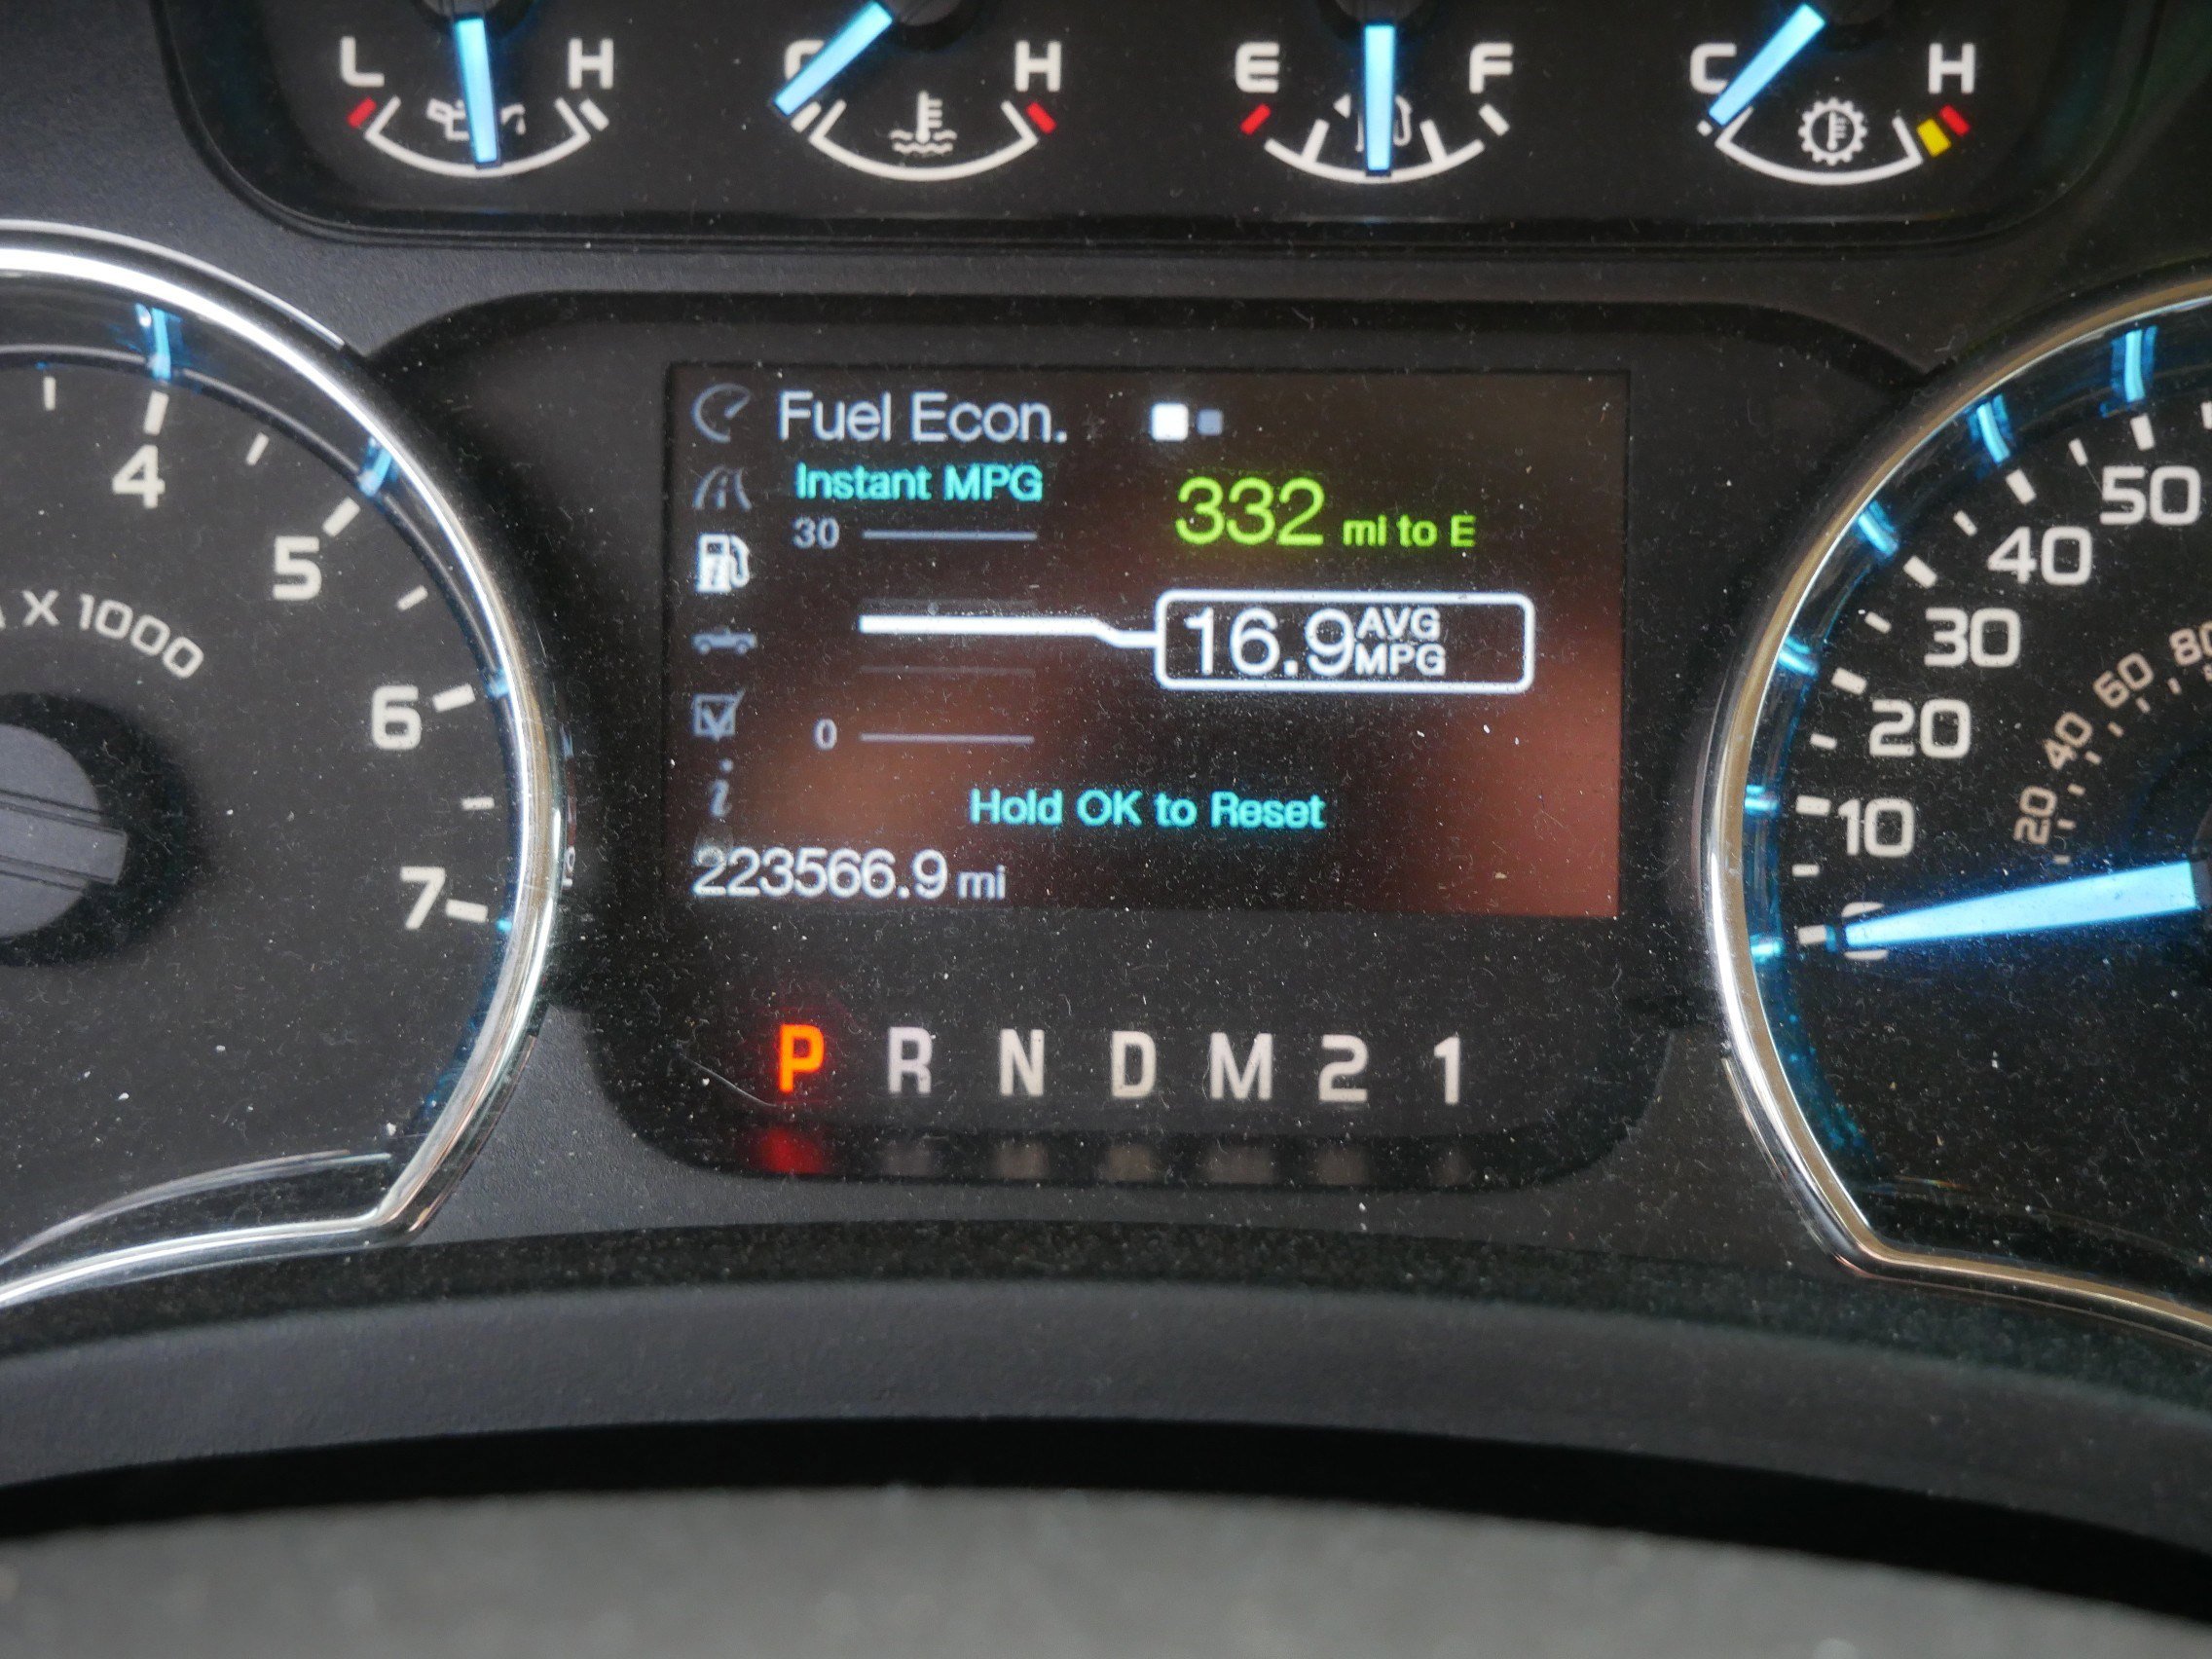 L H C H E F C H
Fuel Econ.
Instant MPG
332 mi to E
30
16.9 AVG MPG
0
Hold OK to Reset
223566.9 mi
P R N D M 2 1
4
5
X 1000
6
7
50
40
30
20
10
0
80
60
40
20